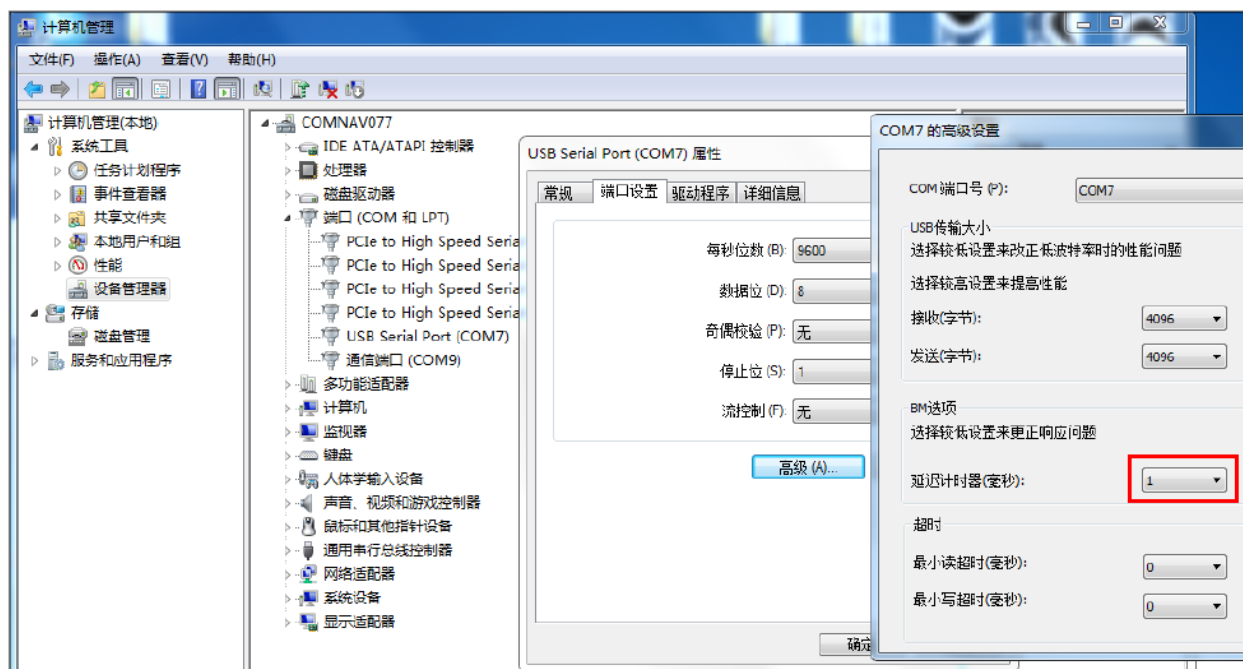 计算机管理
文件(F) 操作(A) 查看(V) 帮助(H)
计算机管理(本地)
系统工具
任务计划程序
事件查看器
共享文件夹
本地用户和组
性能
设备管理器
存储
磁盘管理
服务和应用程序
COMNAV077
IDE ATA/ATAPI 控制器
处理器
磁盘驱动器
端口 (COM 和 LPT)
PCIe to High Speed Seria
PCIe to High Speed Seria
PCIe to High Speed Seria
PCIe to High Speed Seria
USB Serial Port (COM7)
通信端口 (COM9)
多功能适配器
计算机
监视器
键盘
人体学输入设备
声音、视频和游戏控制器
鼠标和其他指针设备
通用串行总线控制器
网络适配器
系统设备
显示适配器
USB Serial Port (COM7) 属性
常规 端口设置 驱动程序 详细信息
每秒位数 (B): 9600
数据位 (D): 8
奇偶校验 (P): 无
停止位 (S): 1
流控制 (F): 无
高级 (A)...
确定
COM7 的高级设置
COM 端口号 (P): COM7
USB传输大小
选择较低设置来改正低波特率时的性能问题
选择较高设置来提高性能
接收(字节): 4096
发送(字节): 4096
BM选项
选择较低设置来更正响应问题
延迟计时器(毫秒): 1
超时
最小读超时(毫秒): 0
最小写超时(毫秒): 0